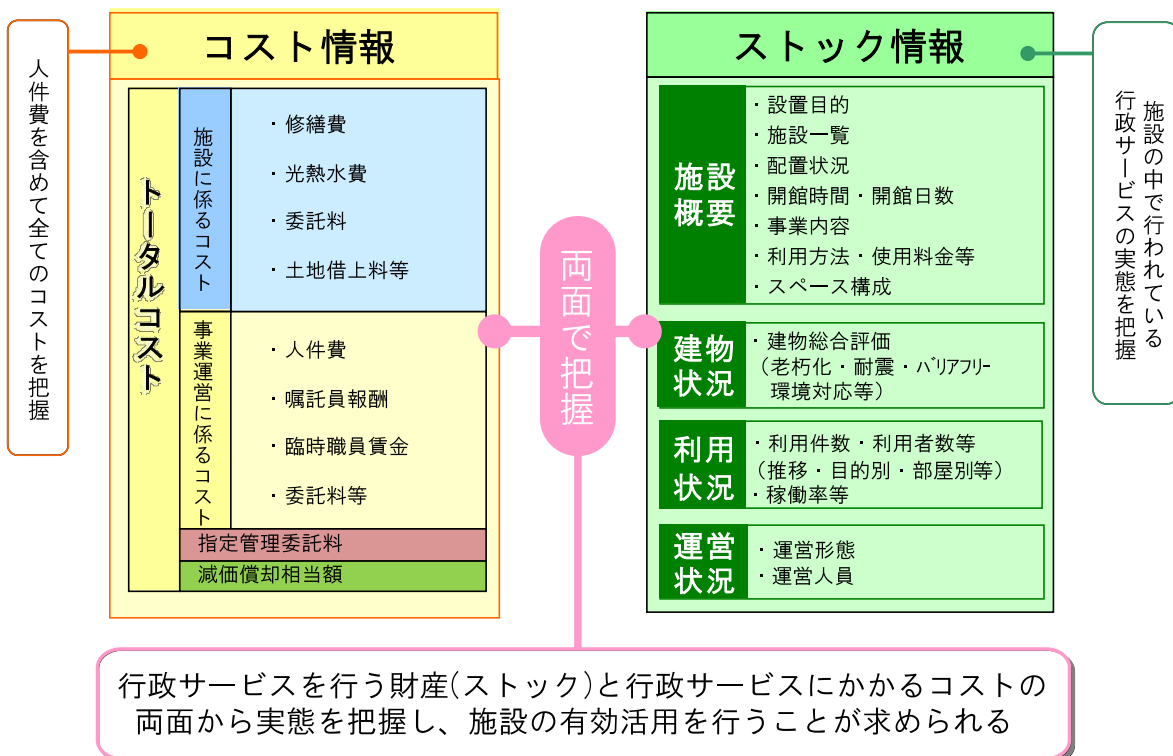 人件費を含めて全てのコストを把握
コスト情報
トータルコスト
施設に係るコスト
・修繕費
・光熱水費
・委託料
・土地借上料等
事業運営に係るコスト
・人件費
・嘱託員報酬
・臨時職員賃金
・委託料等
指定管理委託料
減価償却相当額
両面で把握
ストック情報
施設
概要
・設置目的
・施設一覧
・配置状況
・開館時間・開館日数
・事業内容
・利用方法・使用料金等
・スペース構成
建物
状況
・建物総合評価
(老朽化・耐震・バリアフリー
環境対応等)
利用
状況
・利用件数・利用者数等
(推移・目的別・部屋別等)
・稼働率等
運営
状況
・運営形態
・運営人員
施設の中で行われている
行政サービスの実態を把握
行政サービスを行う財産(ストック)と行政サービスにかかるコストの
両面から実態を把握し、施設の有効活用を行うことが求められる